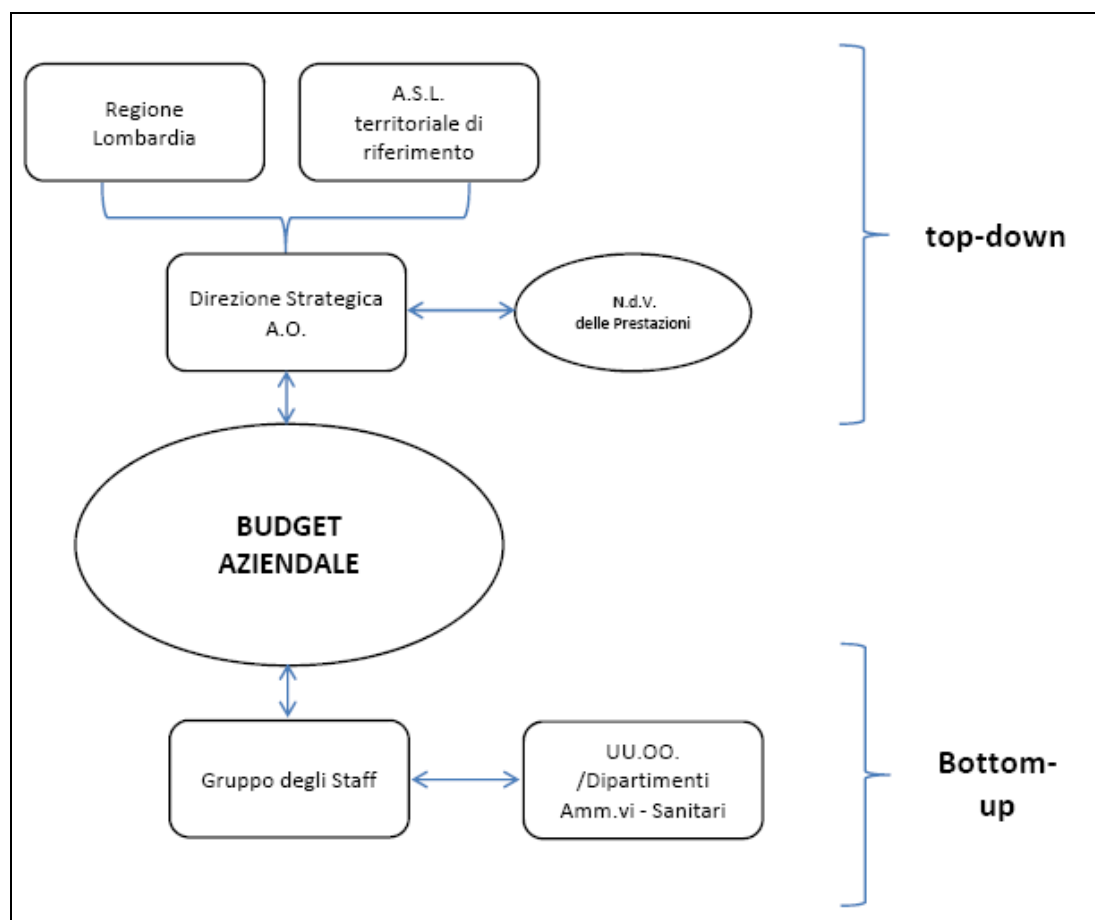 Regione
Lombardia
A.S.L.
territoriale di
riferimento
top-down
Direzione Strategica
A.O.
N.d.V.
delle Prestazioni
BUDGET
AZIENDALE
Gruppo degli Staff
UU.OO.
/Dipartimenti
Amm.vi - Sanitari
Bottom-
up